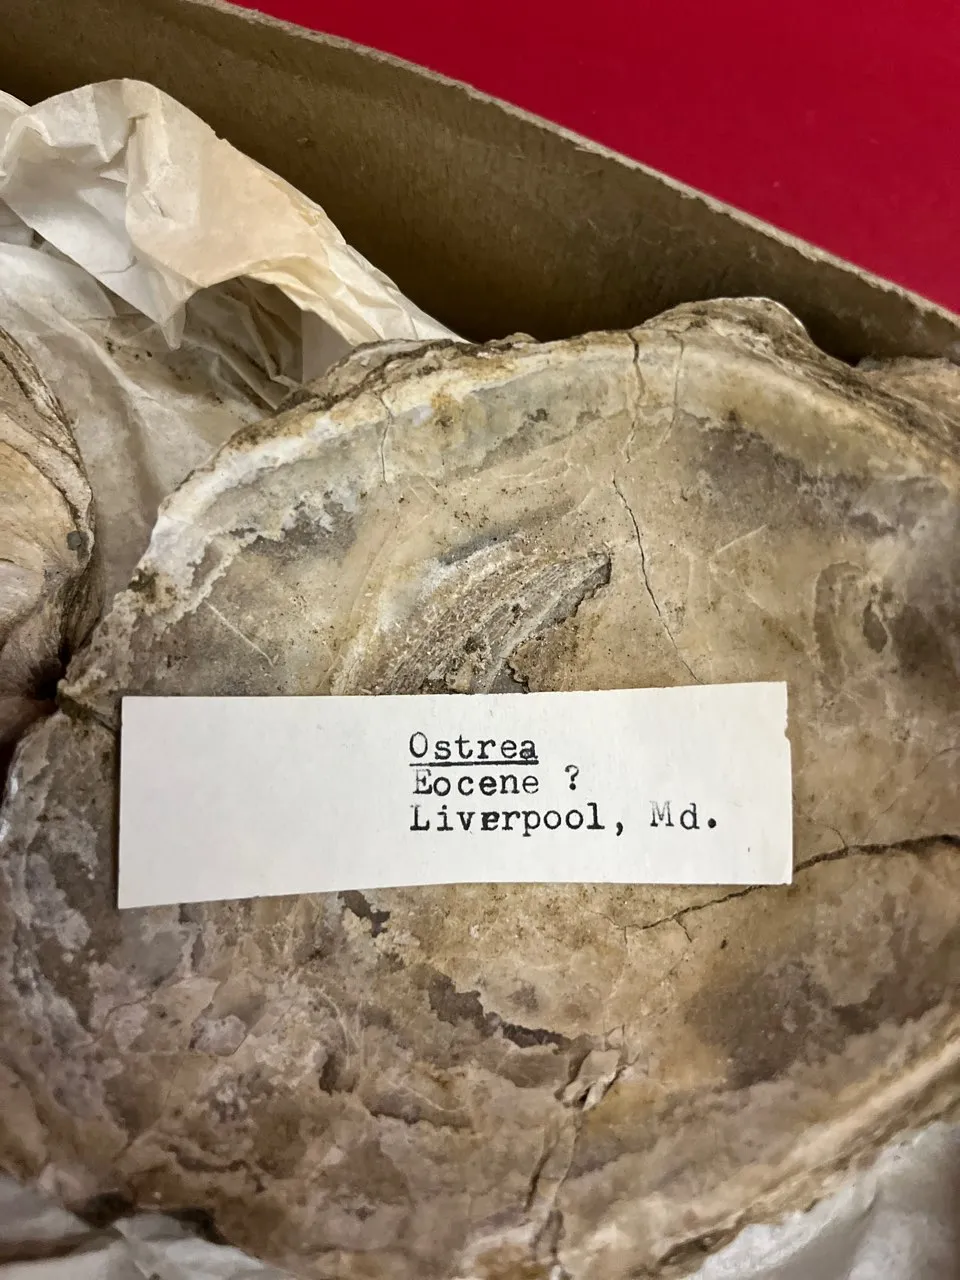 Ostrea
Eocene ?
Liverpool, Md.